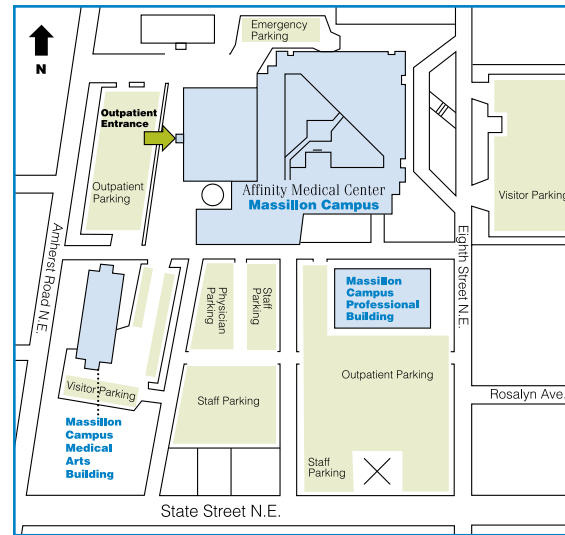 Emergency
Parking
N
Outpatient
Entrance
Outpatient
Parking
Visitor Parking
Affinity Medical Center
Massillon Campus
Amherst Road N.E.
Eighth Street N.E.
Physician
Parking
Staff
Parking
Massillon
Campus
Professional
Building
Outpatient Parking
Visitor Parking
Staff Parking
Rosalyn Ave.
Massillon
Campus
Medical
Arts
Building
Staff
Parking
State Street N.E.